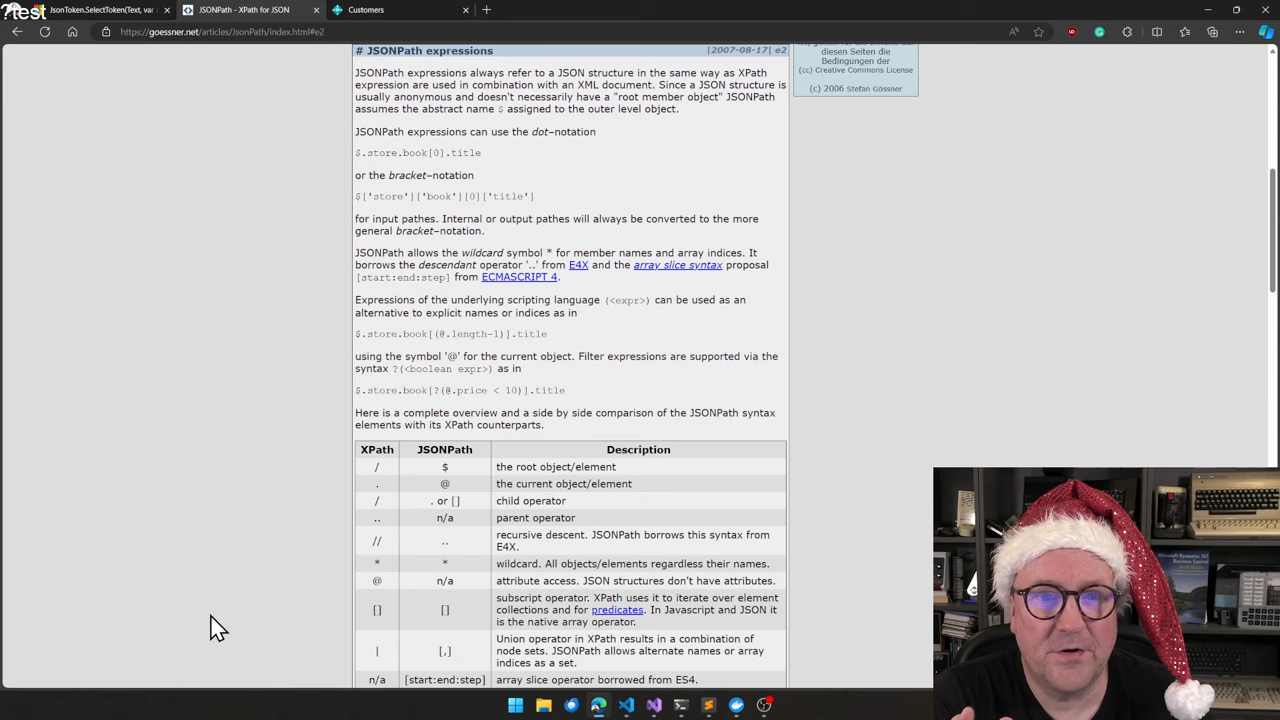 ?test
JsonToken.SelectToken(Text, var
JSONPath - XPath for JSON
Customers
https://goessner.net/articles/JsonPath/index.html#e2
# JSONPath expressions
|2007-08-17| e2
JSONPath expressions always refer to a JSON structure in the same way as XPath
expression are used in combination with an XML document. Since a JSON structure is
usually anonymous and doesn't necessarily have a "root member object" JSONPath
assumes the abstract name $ assigned to the outer level object.
JSONPath expressions can use the dot–notation
$.store.book[0].title
or the bracket–notation
$['store']['book'][0]['title']
for input pathes. Internal or output pathes will always be converted to the more
general bracket–notation.
JSONPath allows the wildcard symbol * for member names and array indices. It
borrows the descendant operator '..' from E4X and the array slice syntax proposal
[start:end:step] from ECMASCRIPT 4.
Expressions of the underlying scripting language (<expr>) can be used as an
alternative to explicit names or indices as in
$.store.book[(@.length-1)].title
using the symbol '@' for the current object. Filter expressions are supported via the
syntax ?(<boolean expr>) as in
$.store.book[?(@.price < 10)].title
Here is a complete overview and a side by side comparison of the JSONPath syntax
elements with its XPath counterparts.
XPath JSONPath Description
/ $ the root object/element
. @ the current object/element
/ . or [] child operator
.. n/a parent operator
// .. recursive descent. JSONPath borrows this syntax from
E4X.
* * wildcard. All objects/elements regardless their names.
@ n/a attribute access. JSON structures don't have attributes.
[] [] subscript operator. XPath uses it to iterate over element
collections and for predicates. In Javascript and JSON it
is the native array operator.
| [,] Union operator in XPath results in a combination of
node sets. JSONPath allows alternate names or array
indices as a set.
n/a [start:end:step] array slice operator borrowed from ES4.
diesen Seiten die
Bedingungen der
(cc) Creative Commons License
(c) 2006 Stefan Gössner
Microsoft Dynamics 365
Business Central